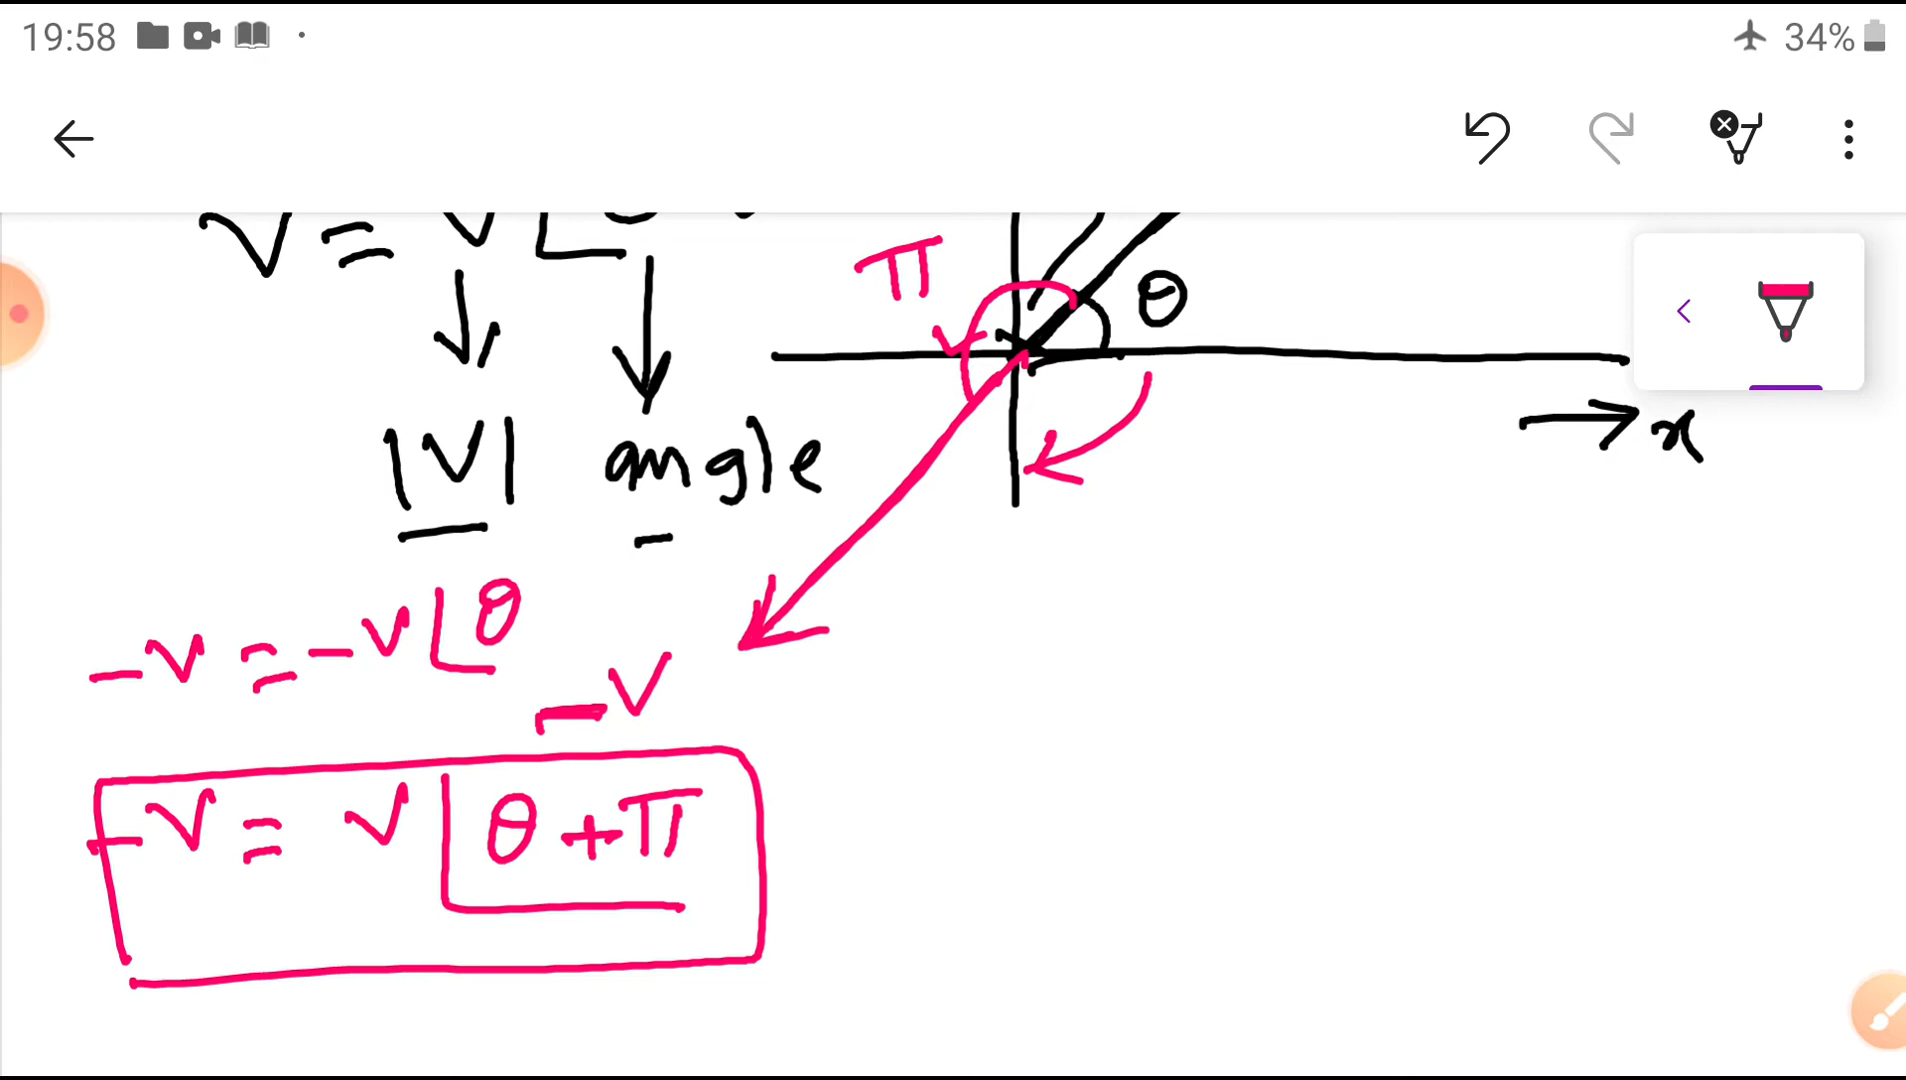 19:58 34%
V = V∠θ
π
θ
|V| angle
x
-V = -V∠θ
-V
-V = V∠θ+π